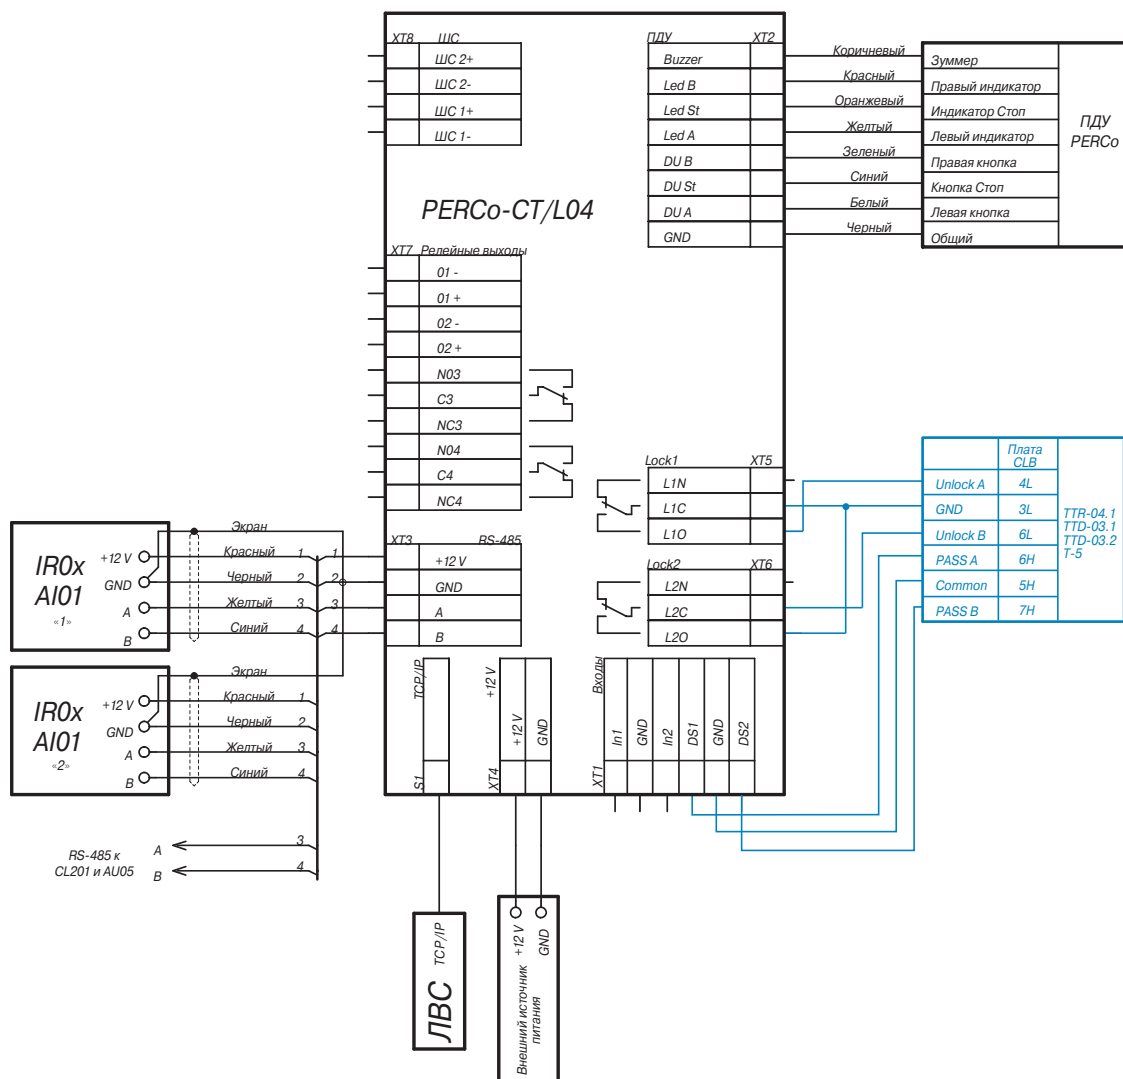 XT8 ШС
ШС 2+
ШС 2-
ШС 1+
ШС 1-
ПДУ XT2
Buzzer
Led B
Led St
Led A
DU B
DU St
DU A
GND
Коричневый
Красный
Оранжевый
Желтый
Зеленый
Синий
Белый
Черный
Зуммер
Правый индикатор
Индикатор Стоп
Левый индикатор
Правая кнопка
Кнопка Стоп
Левая кнопка
Общий
ПДУ
PERCo
PERCo-CT/L04
XT7 Релейные выходы
01 -
01 +
02 -
02 +
N03
C3
NC3
N04
C4
NC4
Lock1 XT5
L1N
L1C
L1O
Lock2 XT6
L2N
L2C
L2O
Плата
CLB
Unlock A 4L
GND 3L
Unlock B 6L
PASS A 6H
Common 5H
PASS B 7H
TTR-04.1
TTD-03.1
TTD-03.2
T-5
XT3 RS-485
+12 V
GND
A
B
IR0x
AI01
«1»
+12 V
GND
A
B
Экран
Красный 1 1
Черный 2 2
Желтый 3 3
Синий 4 4
IR0x
AI01
«2»
+12 V
GND
A
B
Экран
Красный 1
Черный 2
Желтый 3
Синий 4
RS-485 к
CL201 и AU05
A 3
B 4
TCP/IP
S1
+12 V
+12 V
GND
XT4
Входы
In1
GND
In2
DS1
GND
DS2
XT1
ЛВС TCP/IP
Внешний источник
питания
+12 V
GND